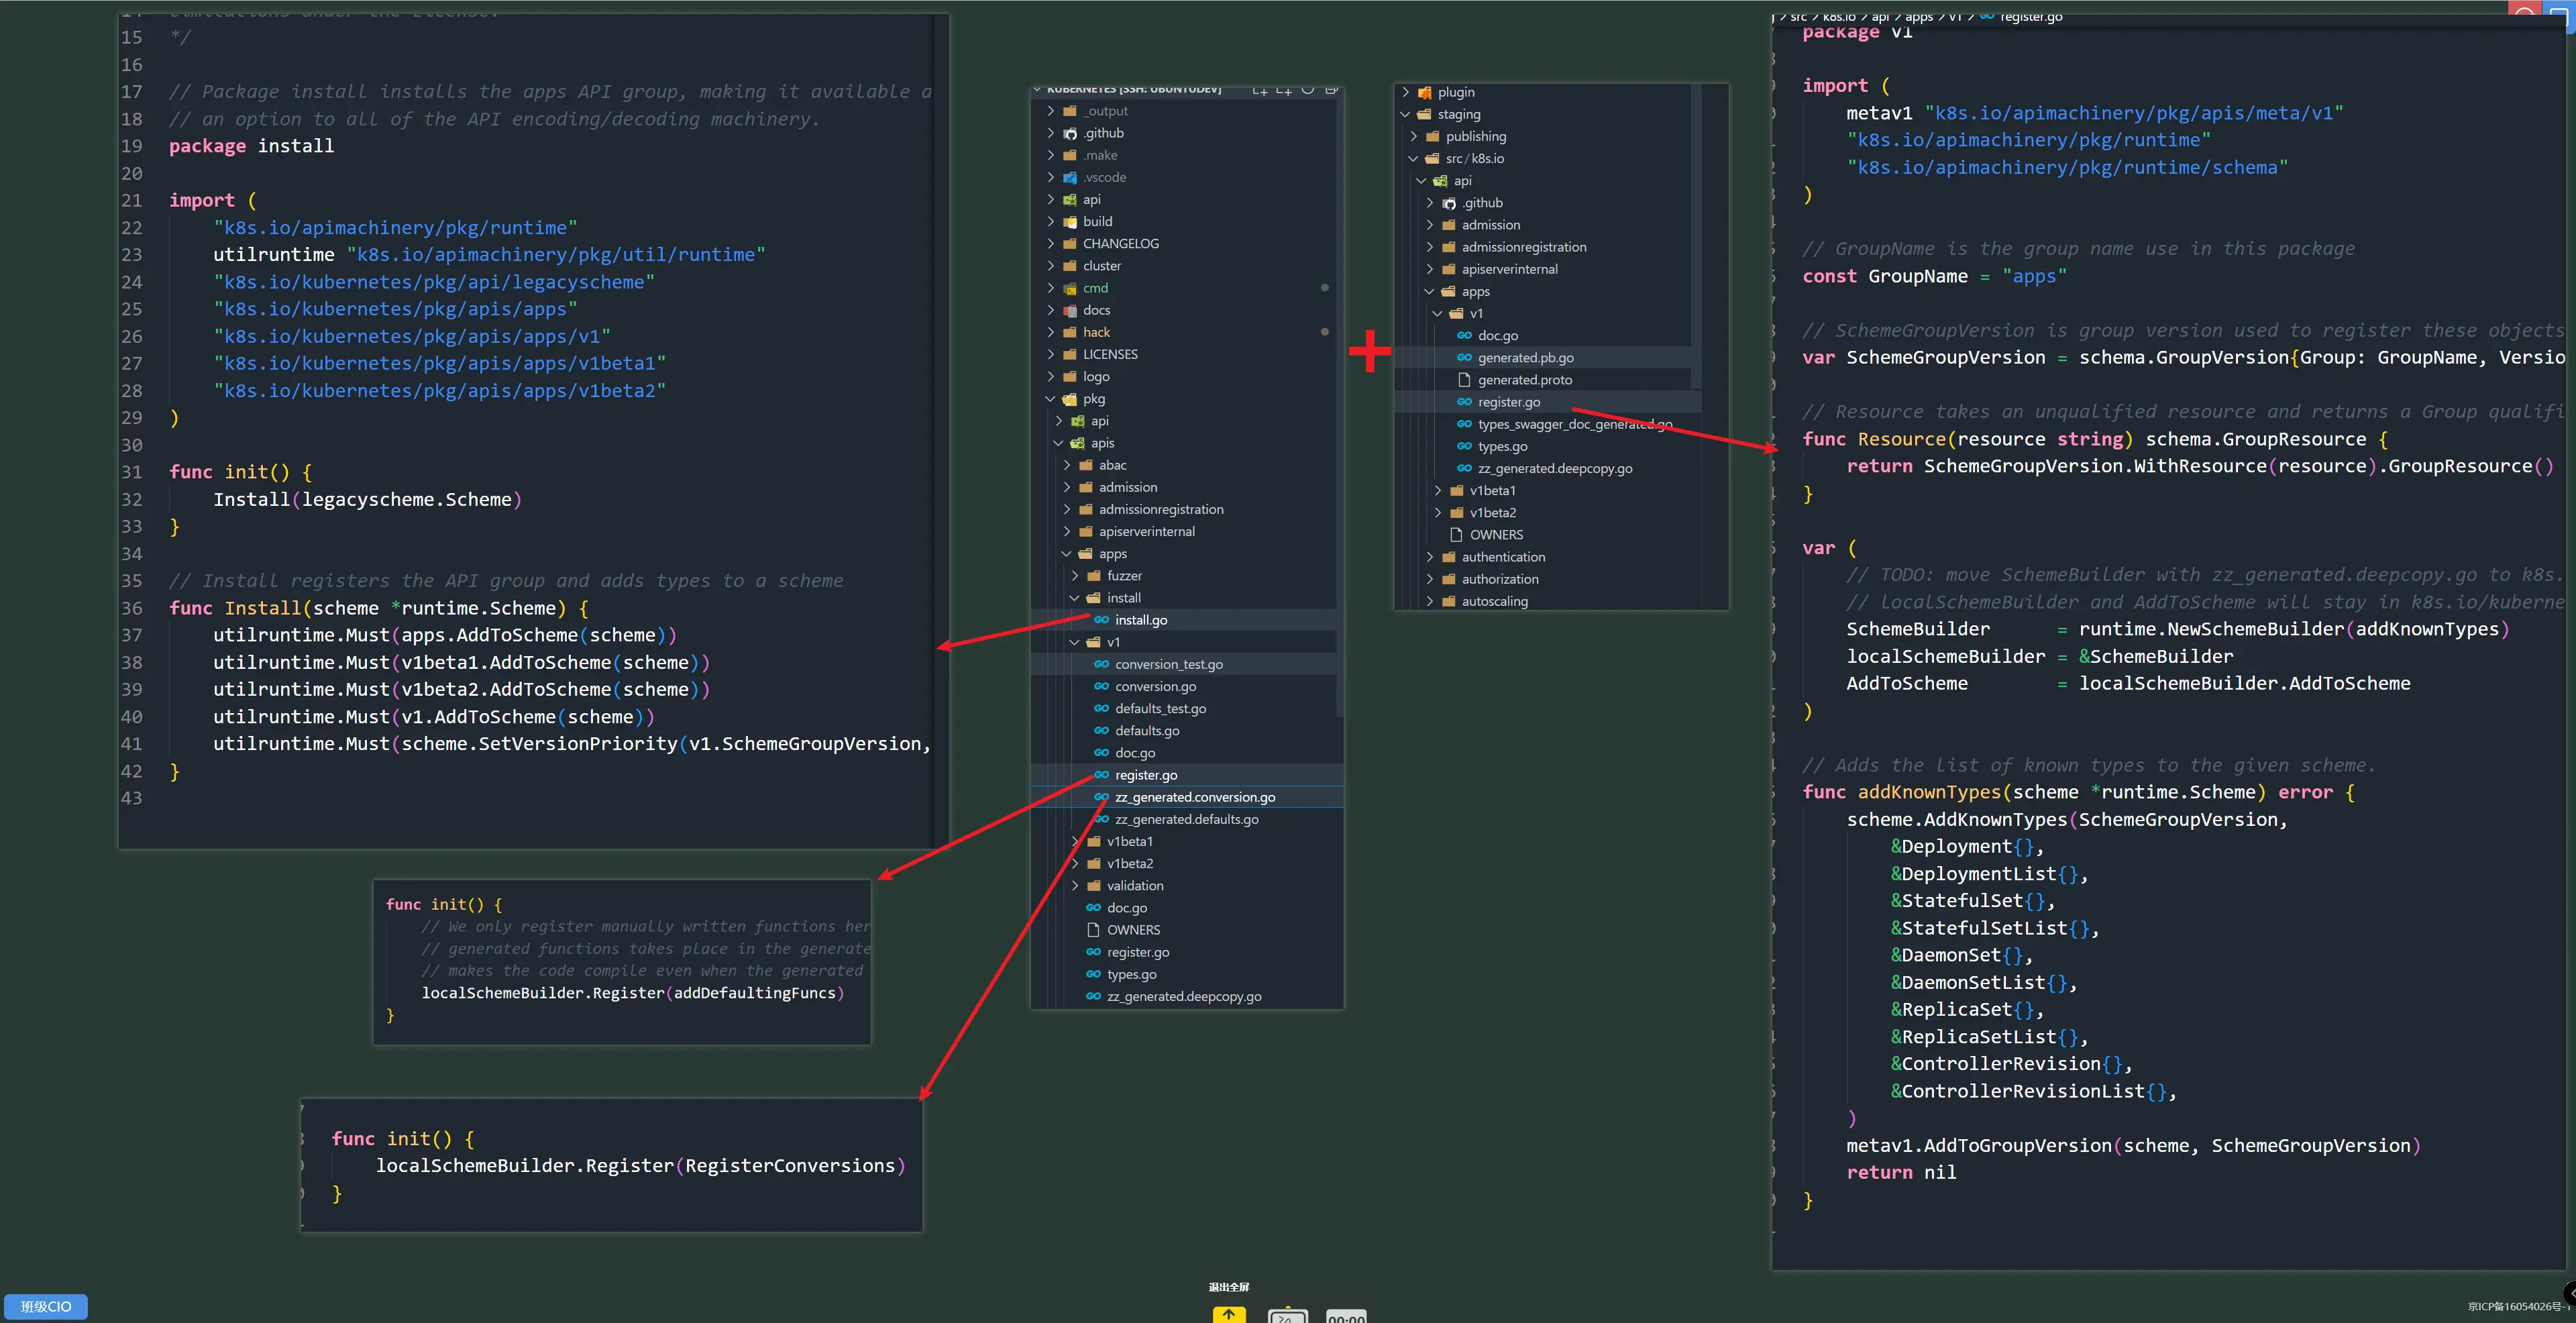 15 */
16
17 // Package install installs the apps API group, making it available a
18 // an option to all of the API encoding/decoding machinery.
19 package install
20
21 import (
22 "k8s.io/apimachinery/pkg/runtime"
23 utilruntime "k8s.io/apimachinery/pkg/util/runtime"
24 "k8s.io/kubernetes/pkg/api/legacyscheme"
25 "k8s.io/kubernetes/pkg/apis/apps"
26 "k8s.io/kubernetes/pkg/apis/apps/v1"
27 "k8s.io/kubernetes/pkg/apis/apps/v1beta1"
28 "k8s.io/kubernetes/pkg/apis/apps/v1beta2"
29 )
30
31 func init() {
32 Install(legacyscheme.Scheme)
33 }
34
35 // Install registers the API group and adds types to a scheme
36 func Install(scheme *runtime.Scheme) {
37 utilruntime.Must(apps.AddToScheme(scheme))
38 utilruntime.Must(v1beta1.AddToScheme(scheme))
39 utilruntime.Must(v1beta2.AddToScheme(scheme))
40 utilruntime.Must(v1.AddToScheme(scheme))
41 utilruntime.Must(scheme.SetVersionPriority(v1.SchemeGroupVersion,
42 }
43
func init() {
// We only register manually written functions her
// generated functions takes place in the generate
// makes the code compile even when the generated
localSchemeBuilder.Register(addDefaultingFuncs)
}
func init() {
localSchemeBuilder.Register(RegisterConversions)
}
KUBERNETES [SSH: UBUNTUDEV]
_output
.github
.make
.vscode
api
build
CHANGELOG
cluster
cmd
docs
hack
LICENSES
logo
pkg
api
apis
abac
admission
admissionregistration
apiserverinternal
apps
fuzzer
install
install.go
v1
conversion_test.go
conversion.go
defaults_test.go
defaults.go
doc.go
register.go
zz_generated.conversion.go
zz_generated.defaults.go
v1beta1
v1beta2
validation
doc.go
OWNERS
register.go
types.go
zz_generated.deepcopy.go
plugin
staging
publishing
src/k8s.io
api
.github
admission
admissionregistration
apiserverinternal
apps
v1
doc.go
generated.pb.go
generated.proto
register.go
types_swagger_doc_generated.go
types.go
zz_generated.deepcopy.go
v1beta1
v1beta2
OWNERS
authentication
authorization
autoscaling
> src > k8s.io > api > apps > v1 > register.go
package v1
import (
metav1 "k8s.io/apimachinery/pkg/apis/meta/v1"
"k8s.io/apimachinery/pkg/runtime"
"k8s.io/apimachinery/pkg/runtime/schema"
)
// GroupName is the group name use in this package
const GroupName = "apps"
// SchemeGroupVersion is group version used to register these objects
var SchemeGroupVersion = schema.GroupVersion{Group: GroupName, Versio
// Resource takes an unqualified resource and returns a Group qualifi
func Resource(resource string) schema.GroupResource {
return SchemeGroupVersion.WithResource(resource).GroupResource()
}
var (
// TODO: move SchemeBuilder with zz_generated.deepcopy.go to k8s.
// localSchemeBuilder and AddToScheme will stay in k8s.io/kuberne
SchemeBuilder = runtime.NewSchemeBuilder(addKnownTypes)
localSchemeBuilder = &SchemeBuilder
AddToScheme = localSchemeBuilder.AddToScheme
)
// Adds the list of known types to the given scheme.
func addKnownTypes(scheme *runtime.Scheme) error {
scheme.AddKnownTypes(SchemeGroupVersion,
&Deployment{},
&DeploymentList{},
&StatefulSet{},
&StatefulSetList{},
&DaemonSet{},
&DaemonSetList{},
&ReplicaSet{},
&ReplicaSetList{},
&ControllerRevision{},
&ControllerRevisionList{},
)
metav1.AddToGroupVersion(scheme, SchemeGroupVersion)
return nil
}
退出全屏
班级CIO
00:00
京ICP备16054026号-1